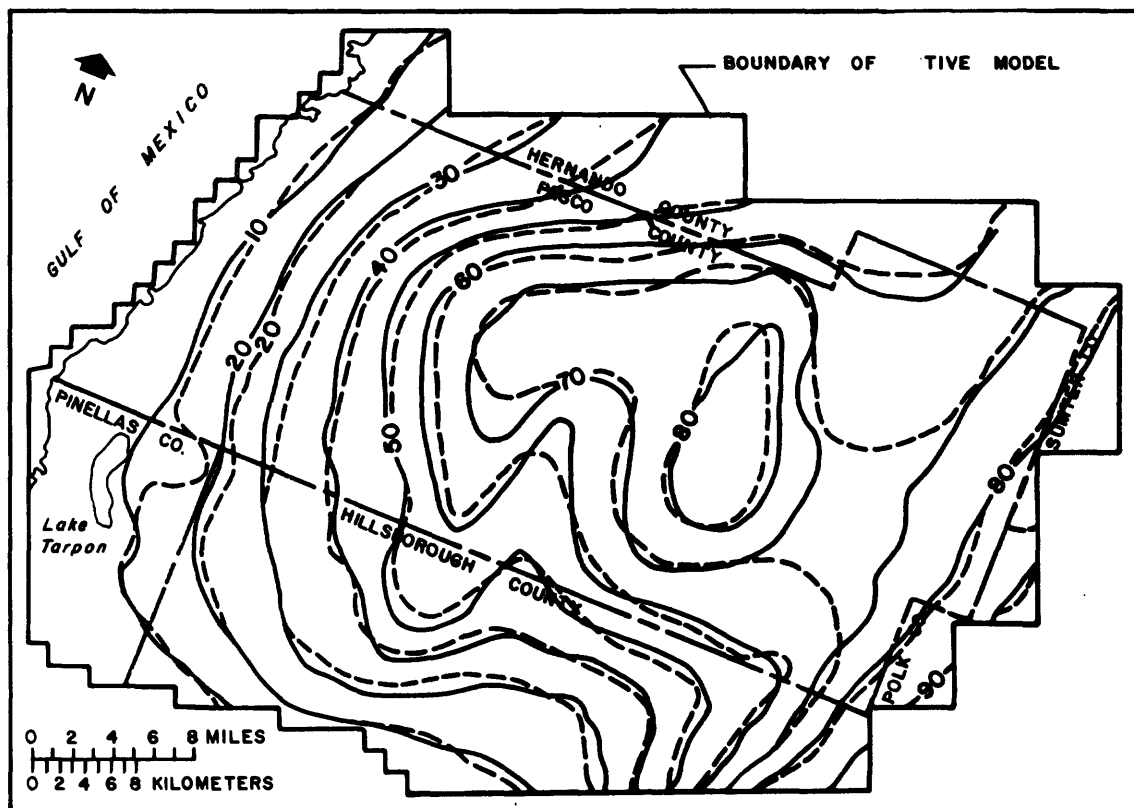 BOUNDARY OF TIVE MODEL
N
GULF OF MEXICO
HERNANDO COUNTY
PASCO COUNTY
10
20
20
30
40
50
60
70
80
80
90
PINELLAS CO.
HILLSBOROUGH COUNTY
SUMTER CO
POLK CO
Lake
Tarpon
0 2 4 6 8 MILES
0 2 4 6 8 KILOMETERS